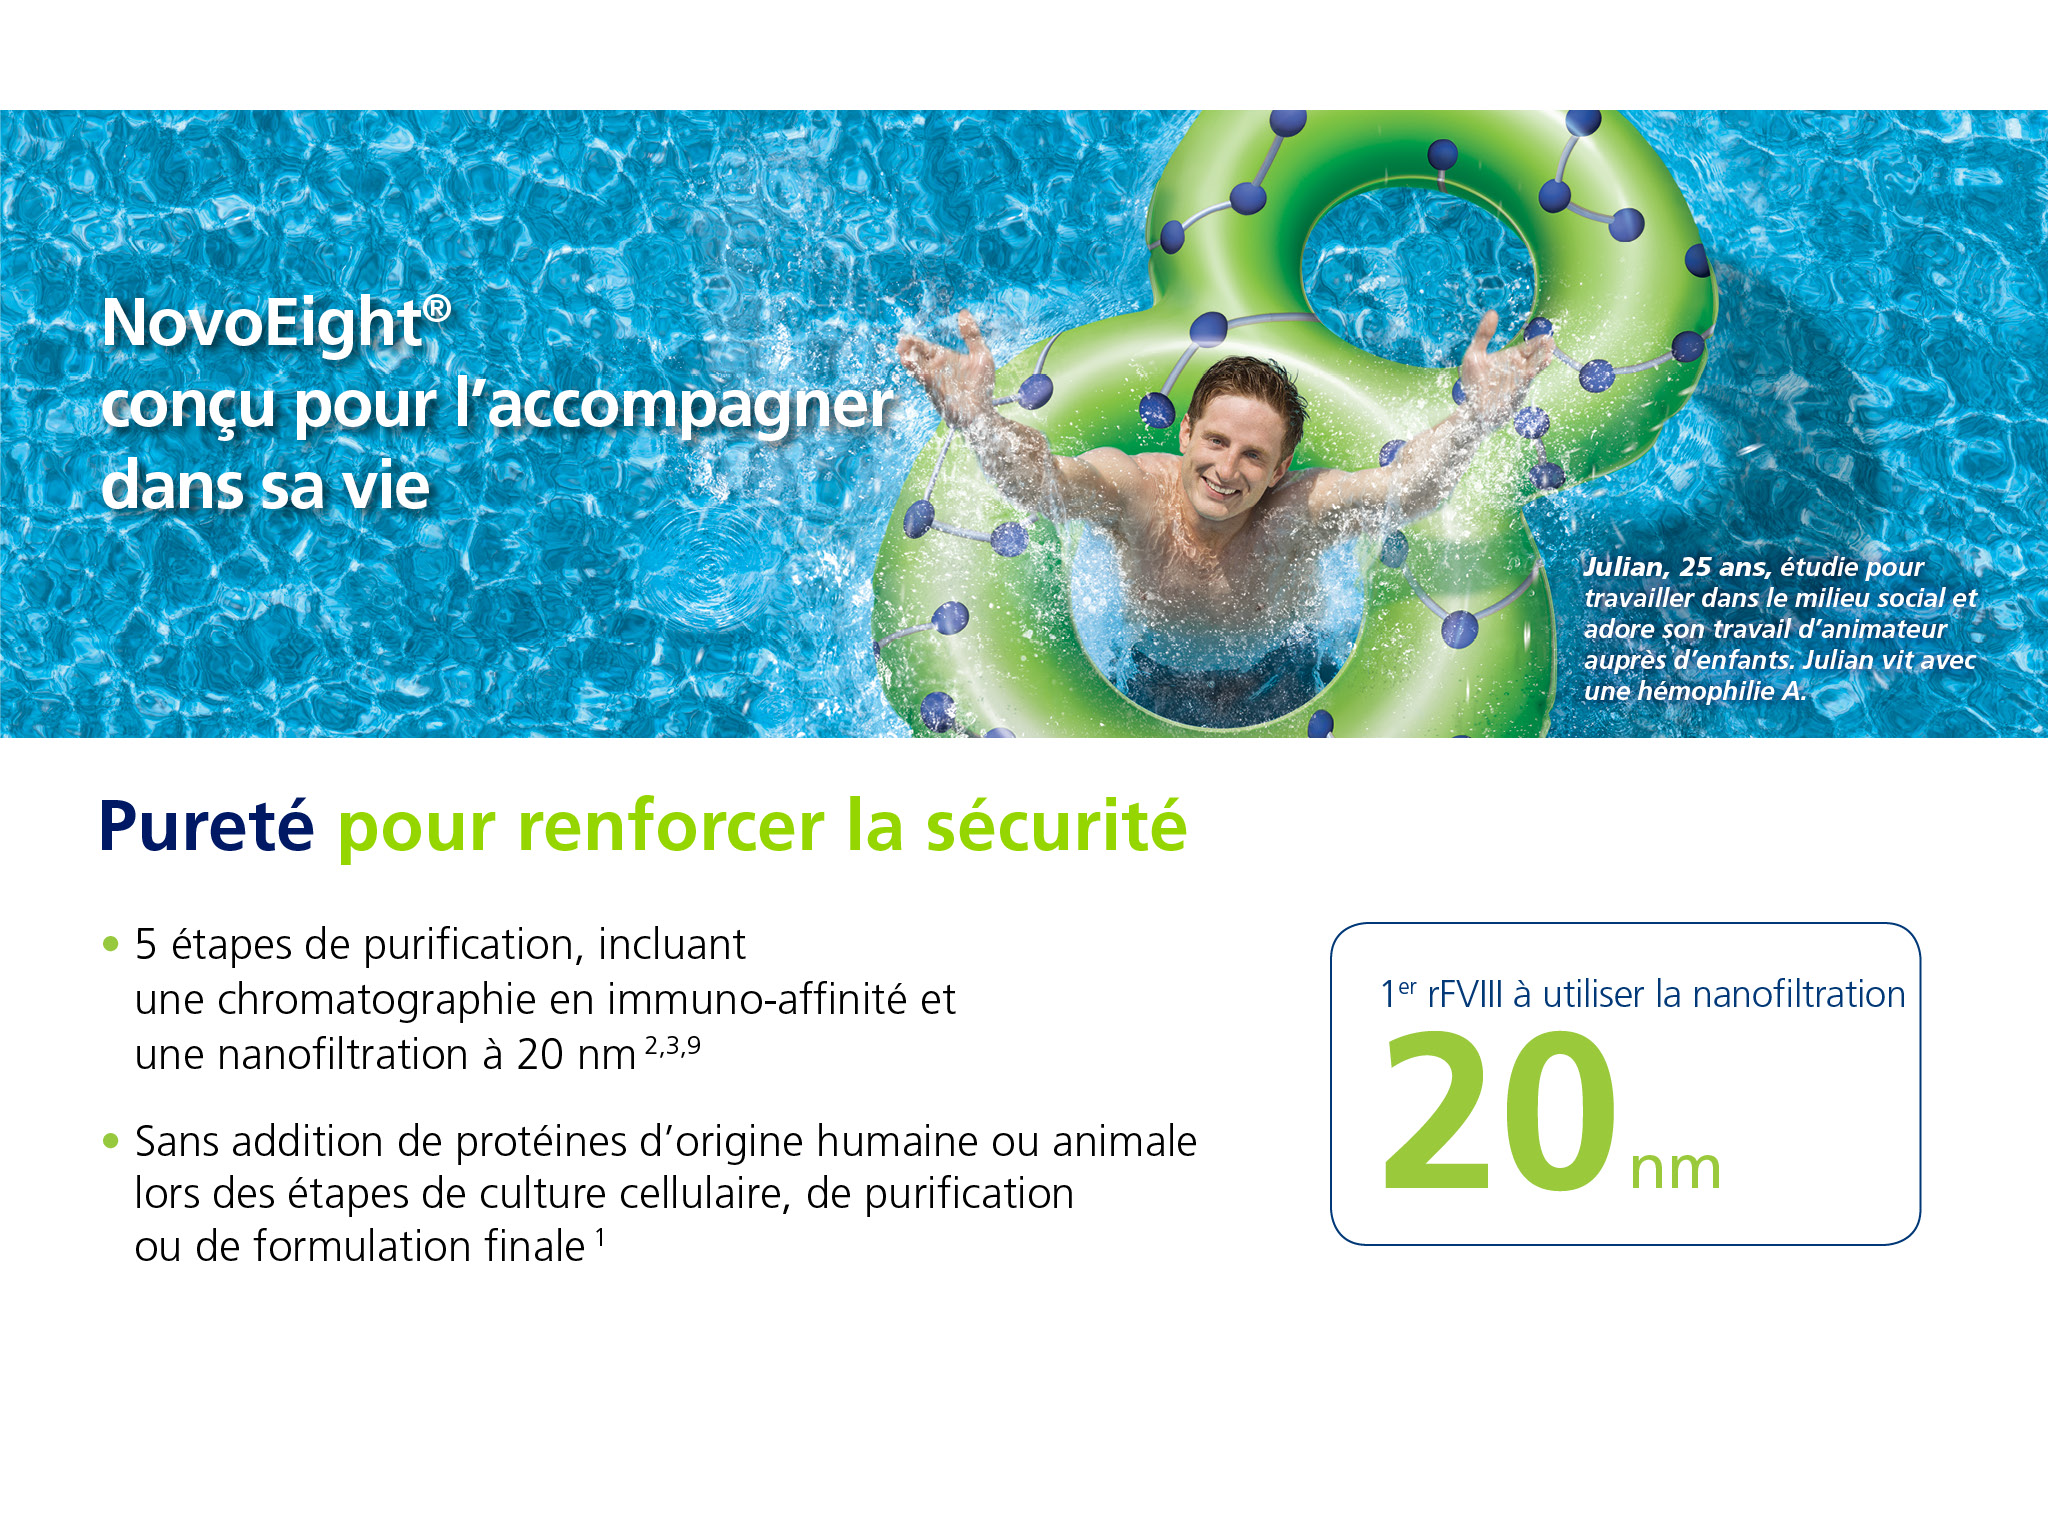 NovoEight®
conçu pour l’accompagner
dans sa vie
Julian, 25 ans, étudie pour
travailler dans le milieu social et
adore son travail d’animateur
auprès d’enfants. Julian vit avec
une hémophilie A.
Pureté pour renforcer la sécurité
• 5 étapes de purification, incluant
une chromatographie en immuno-affinité et
une nanofiltration à 20 nm 2,3,9
• Sans addition de protéines d’origine humaine ou animale
lors des étapes de culture cellulaire, de purification
ou de formulation finale 1
1er rFVIII à utiliser la nanofiltration
20 nm